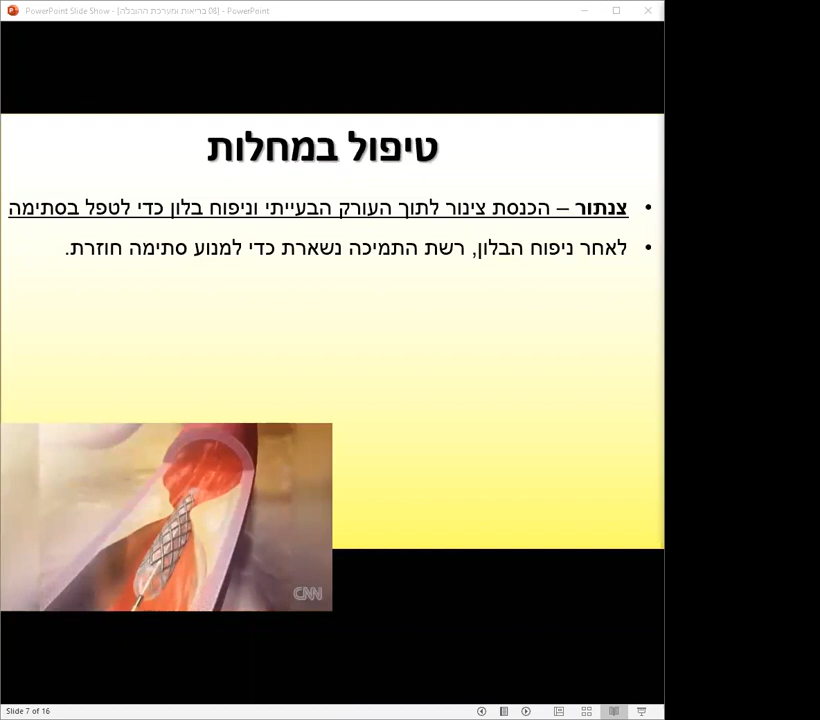 PowerPoint Slide Show - [08 בריאות ומערכת ההובלה] - PowerPoint
טיפול במחלות
• צנתור – הכנסת צינור לתוך העורק הבעייתי וניפוח בלון כדי לטפל בסתימה
• לאחר ניפוח הבלון, רשת התמיכה נשארת כדי למנוע סתימה חוזרת.
CNN
Slide 7 of 16